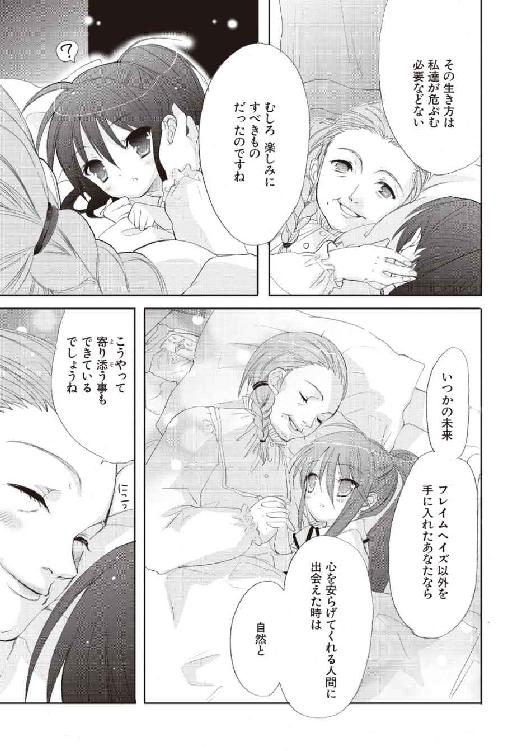 その生き方は
私達が危ぶむ
必要などない
むしろ 楽しみに
すべきもの
だったのですね
?
いつかの未来
フレイムヘイズ以外を
手に入れたあなたなら
心を安らげてくれる人間に
出会えた時は
自然と
こうやって
寄り添う事も
できている
でしょうね